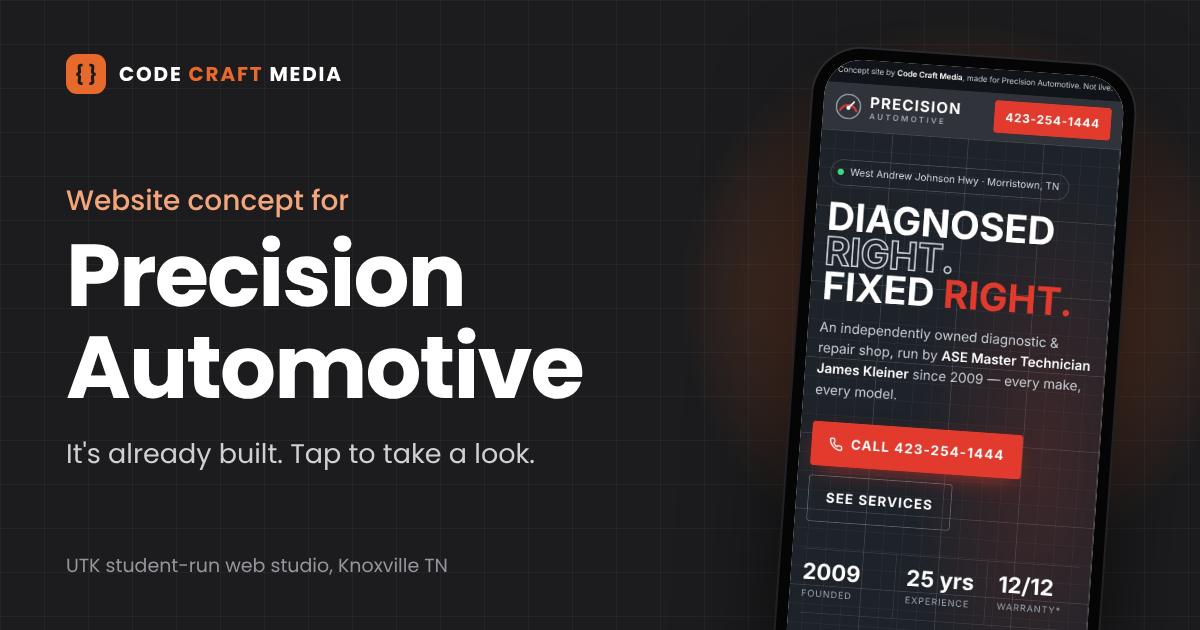 { } CODE CRAFT MEDIA
Website concept for
Precision
Automotive
It's already built. Tap to take a look.
UTK student-run web studio, Knoxville TN
Concept site by Code Craft Media, made for Precision Automotive. Not live.
PRECISION
AUTOMOTIVE
423-254-1444
West Andrew Johnson Hwy · Morristown, TN
DIAGNOSED
RIGHT.
FIXED RIGHT.
An independently owned diagnostic &
repair shop, run by ASE Master Technician
James Kleiner since 2009 — every make,
every model.
CALL 423-254-1444
SEE SERVICES
2009
FOUNDED
25 yrs
EXPERIENCE
12/12
WARRANTY*